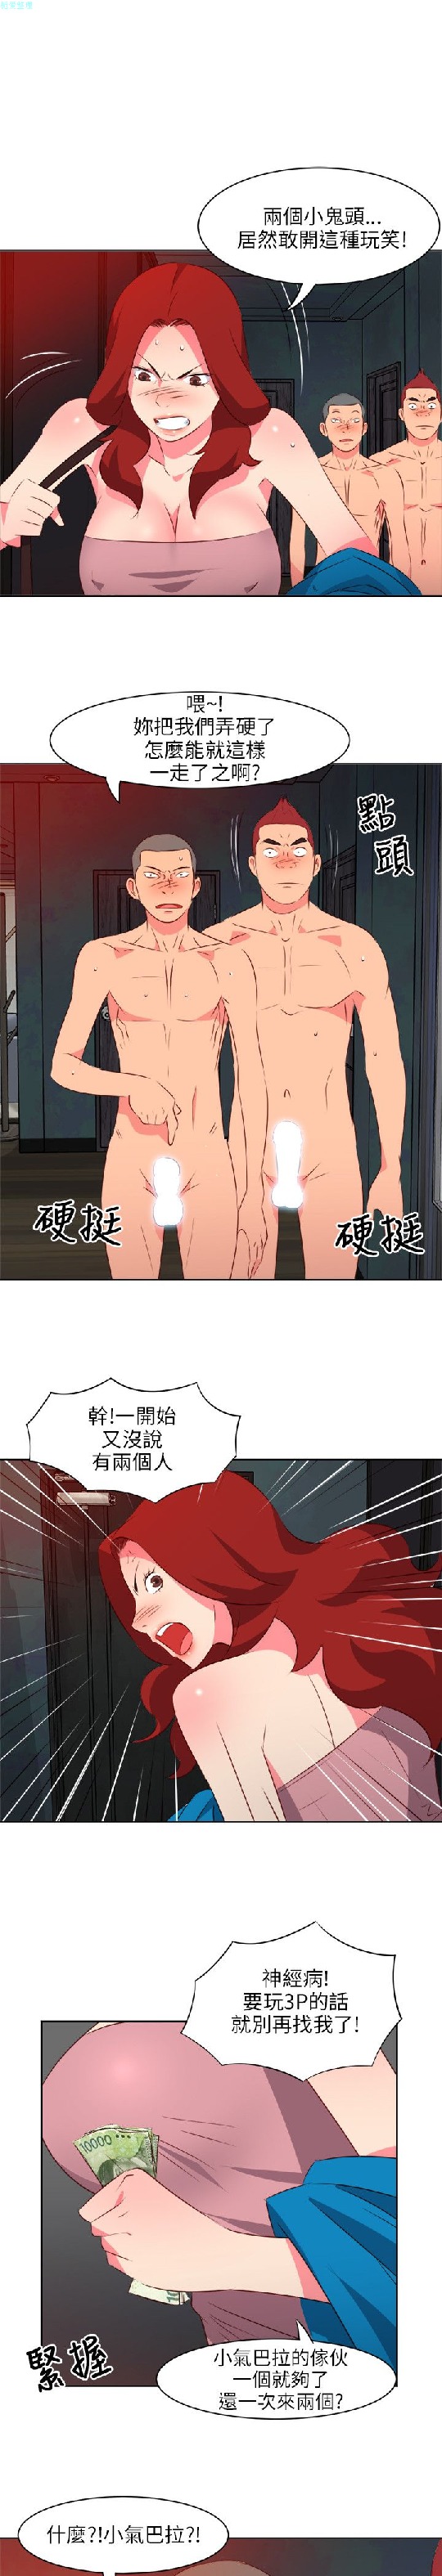 兩個小鬼頭...
居然敢開這種玩笑!
喂~!
妳把我們弄硬了
怎麼能就這樣
一走了之啊?
點
頭
硬挺
硬挺
幹!一開始
又沒說
有兩個人
神經病!
要玩3P的話
就別再找我了!
10000
緊握
小氣巴拉的傢伙
一個就夠了
還一次來兩個?
什麼?!小氣巴拉?!